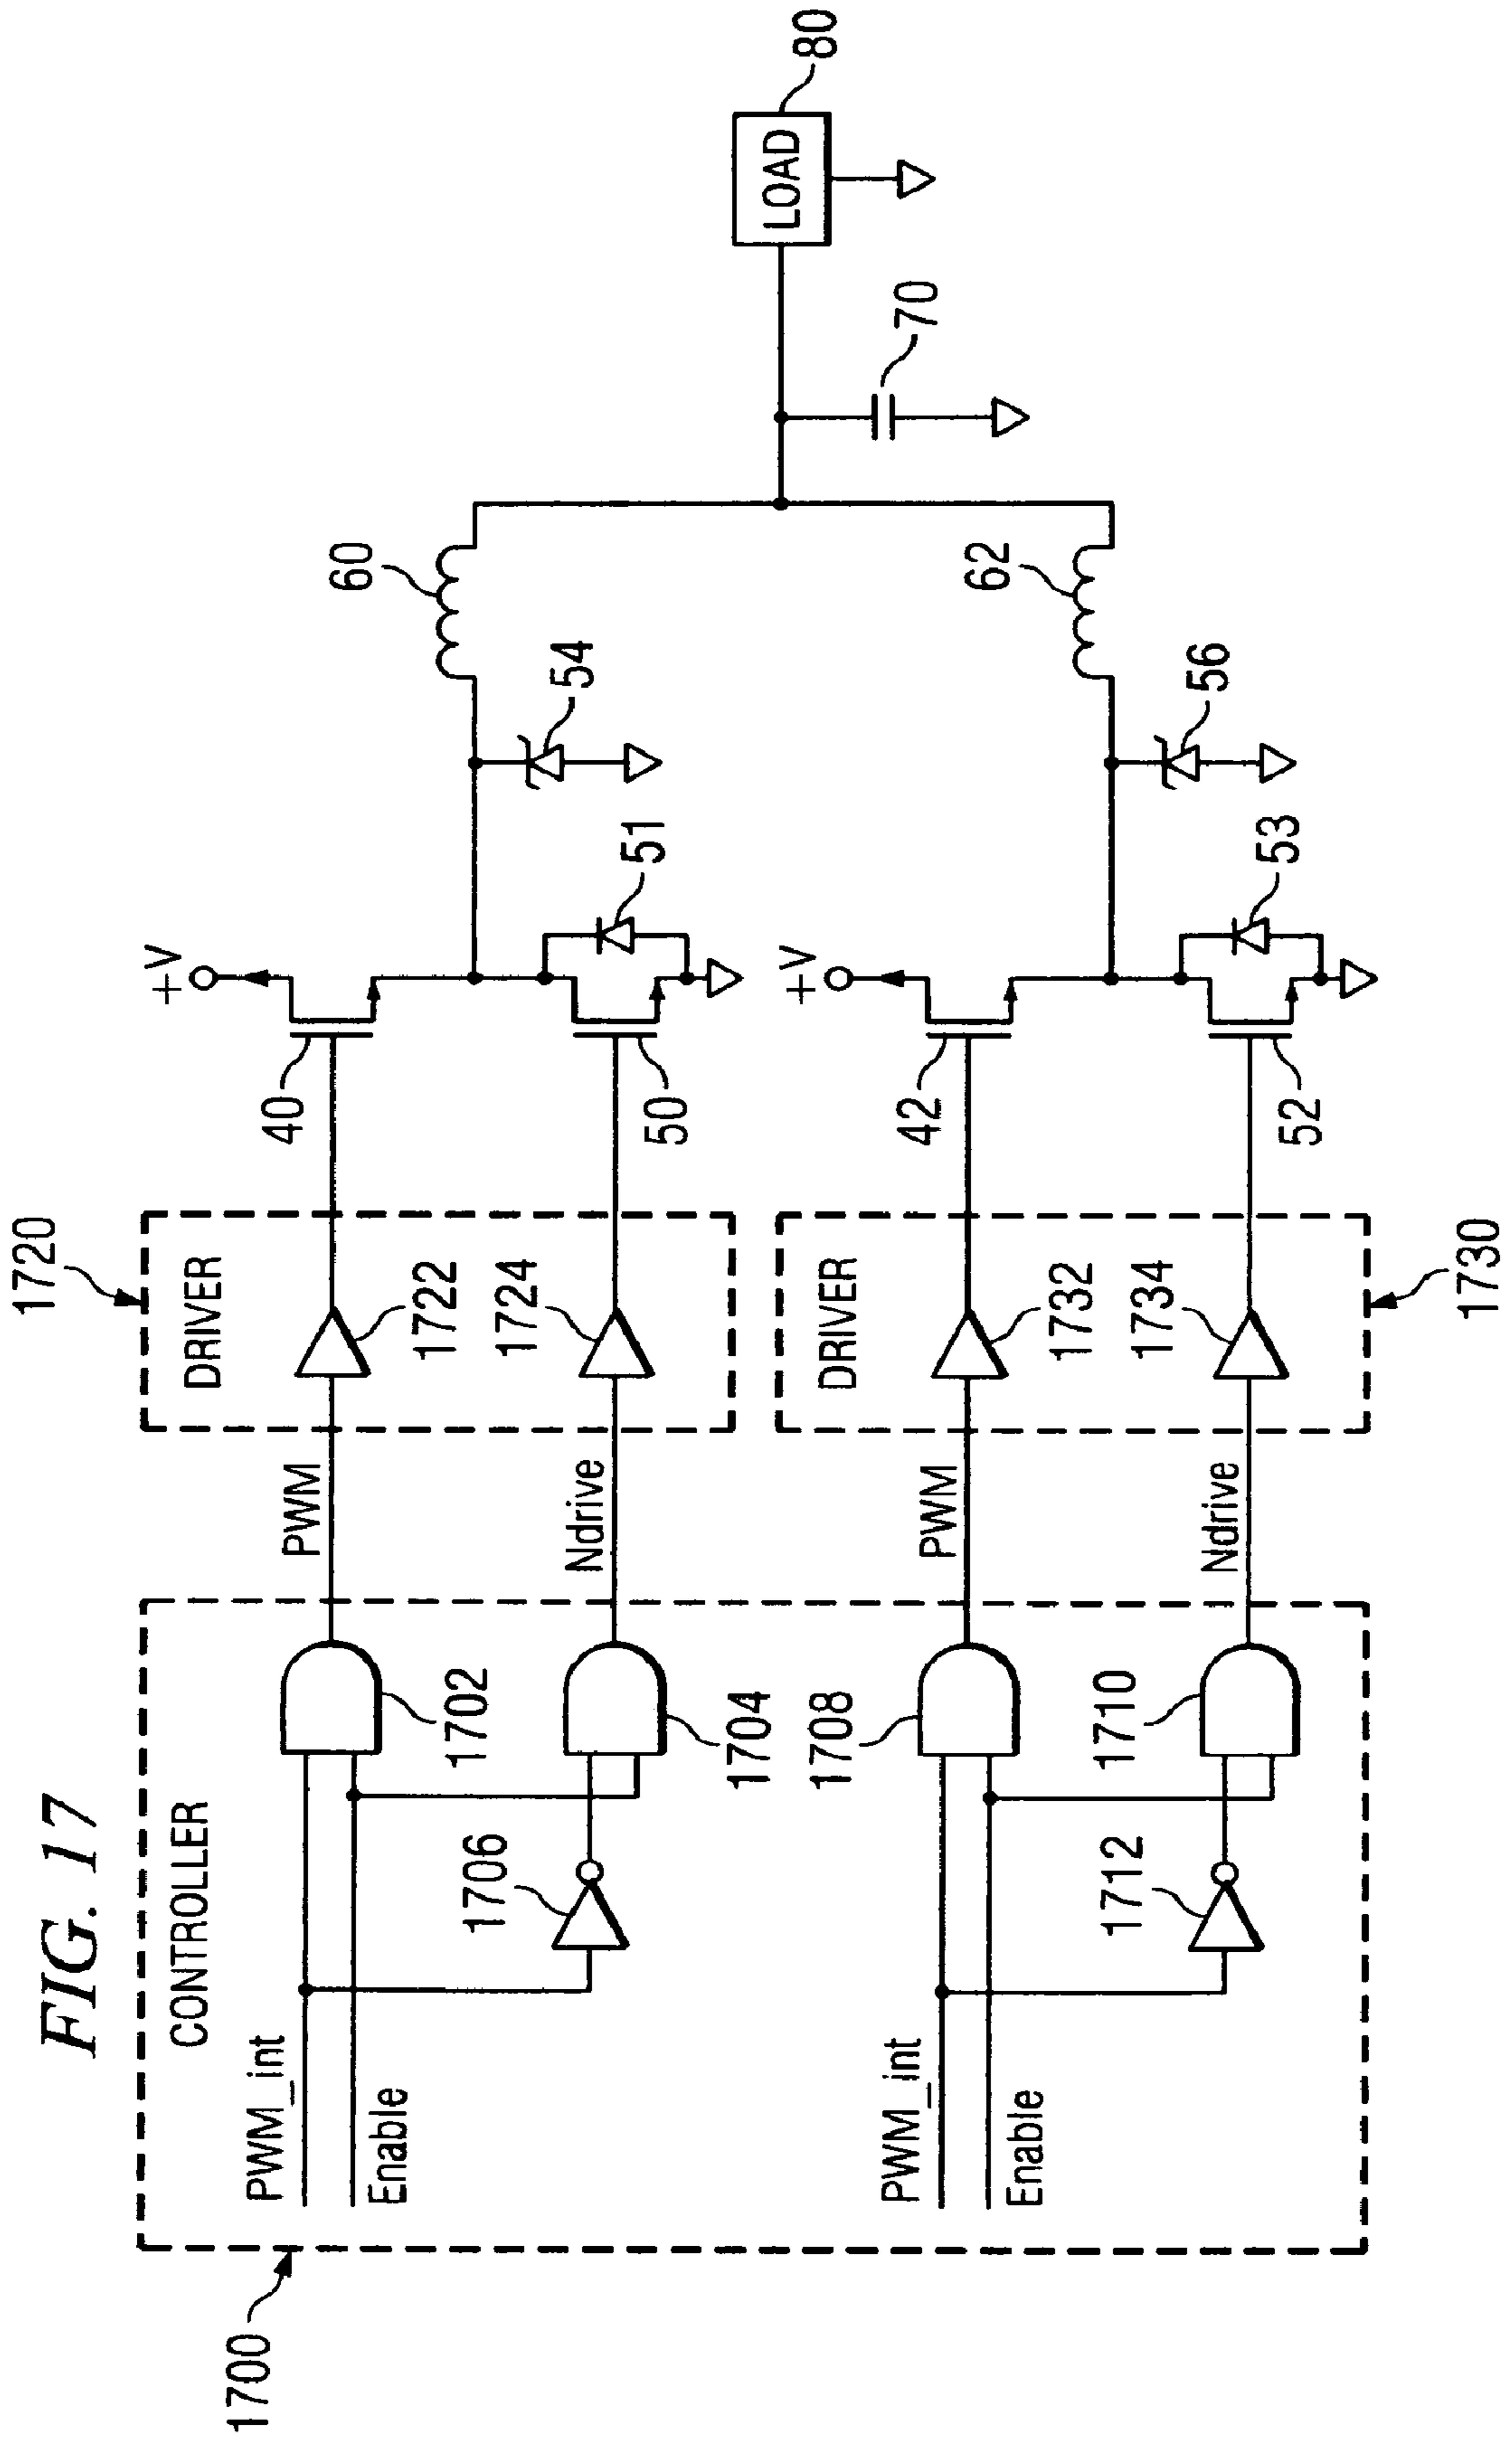 FIG. 17
1700
CONTROLLER
PWM_int
Enable
1706
1702
1704
PWM_int
Enable
1712
1708
1710
PWM
Ndrive
PWM
Ndrive
1720
DRIVER
1722
1724
DRIVER
1732
1734
1730
+V
40
50
51
54
60
+V
42
52
53
56
62
70
LOAD
80